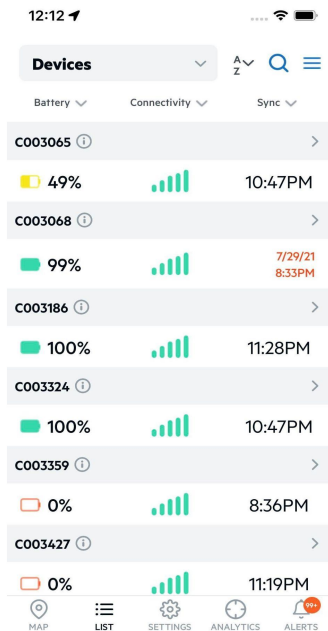 12:12
Devices
A
Z
Battery Connectivity Sync
C003065
49% 10:47PM
C003068
99% 7/29/21
8:33PM
C003186
100% 11:28PM
C003324
100% 10:47PM
C003359
0% 8:36PM
C003427
0% 11:19PM
99+
MAP LIST SETTINGS ANALYTICS ALERTS